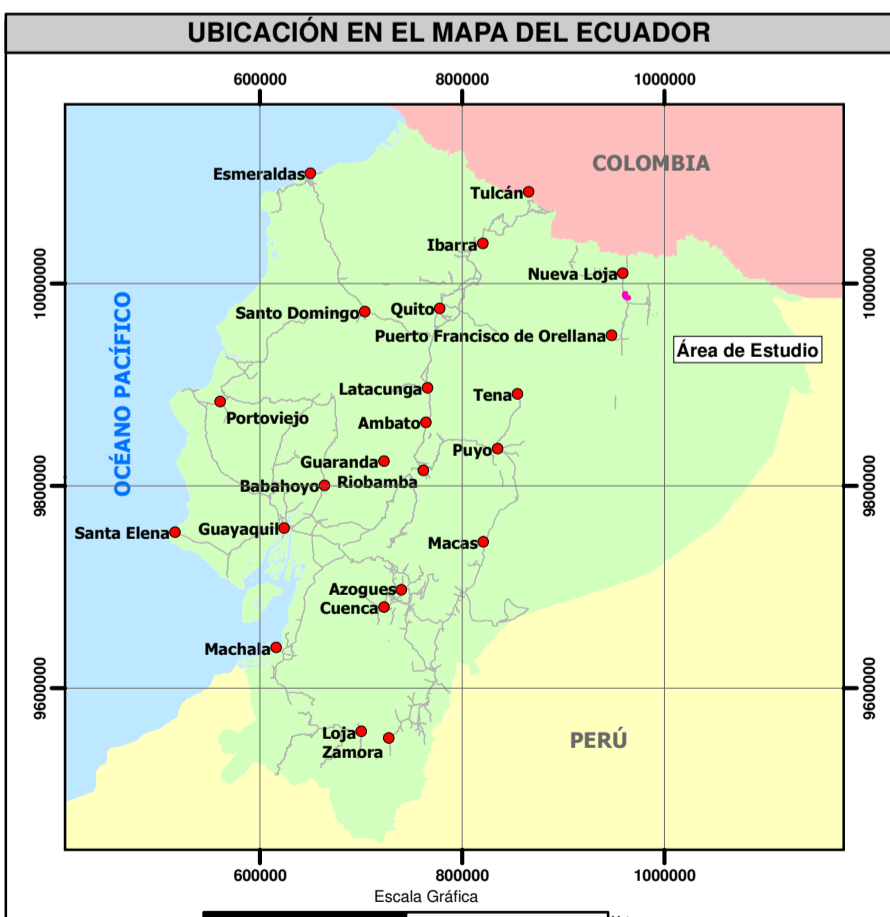 UBICACIÓN EN EL MAPA DEL ECUADOR
600000 800000 1000000
COLOMBIA
Esmeraldas
Tulcán
Ibarra
Nueva Loja
10000000
10000000
Santo Domingo
Quito
Puerto Francisco de Orellana
Área de Estudio
OCÉANO PACÍFICO
Latacunga
Tena
Portoviejo
Ambato
Puyo
Guaranda
Riobamba
Babahoyo
9800000
9800000
Santa Elena
Guayaquil
Macas
Azogues
Cuenca
Machala
9600000
9600000
Loja
Zamora
PERÚ
600000 800000 1000000
Escala Gráfica